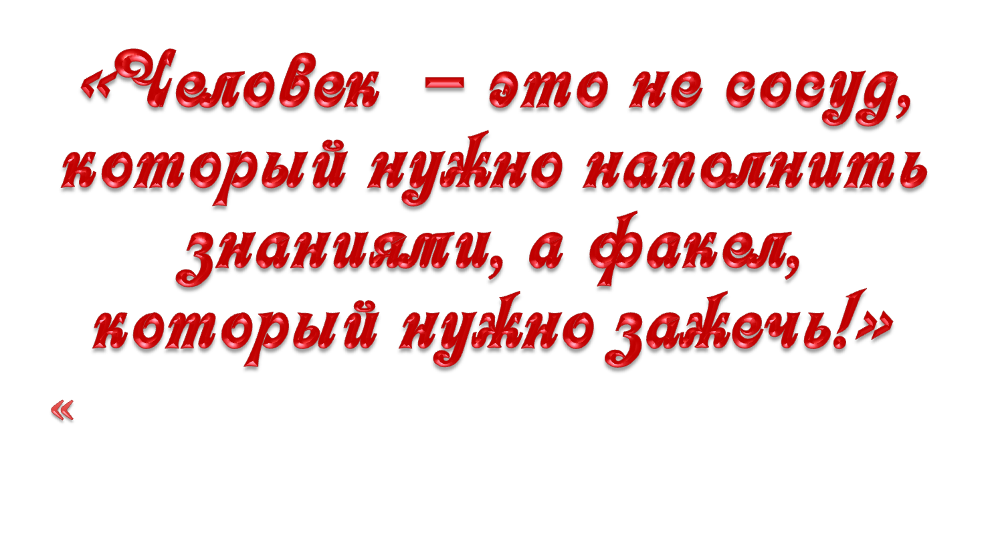 «Человек – это не сосуд,
который нужно наполнить
знаниями, а факел,
который нужно зажечь!»
«